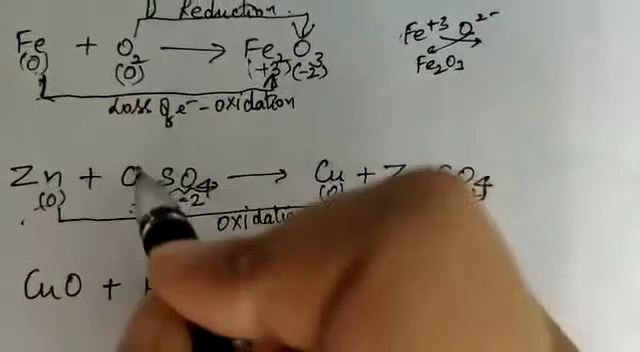 Reduction.
Fe + O2 → Fe2O3
(0) (0) (+3) (-2)
Loss of e⁻ - oxidation
Fe+3 O2-
Fe2O3
Zn + SO4 → Cu + SO4
(0) -2 (0)
oxidati
CuO +